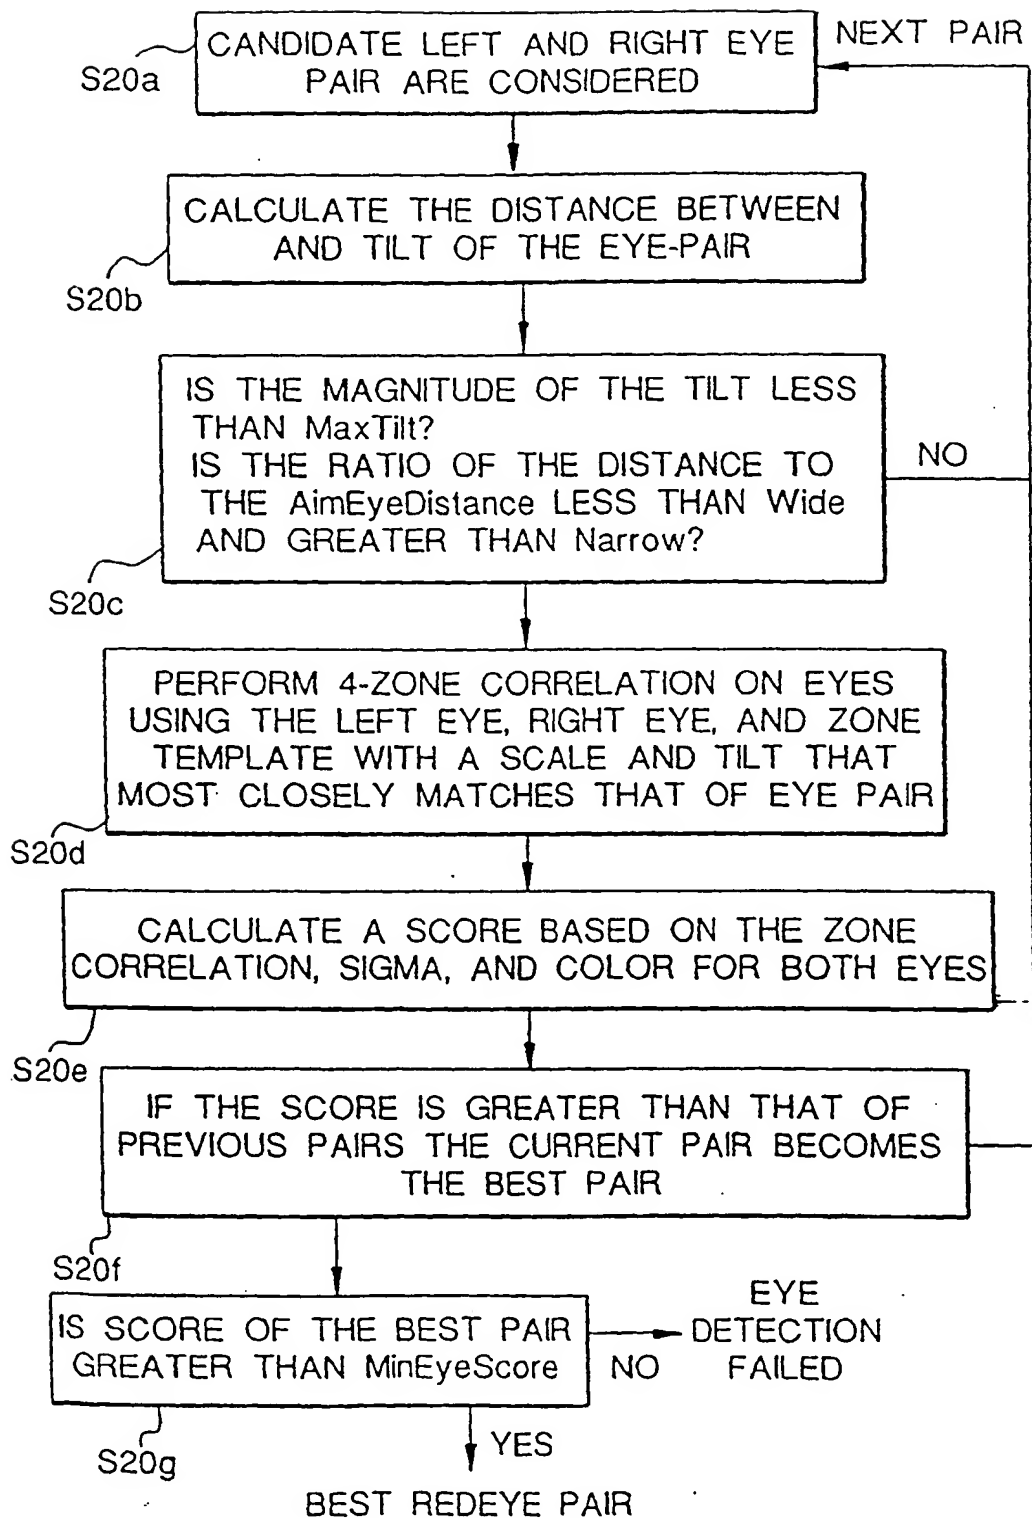 CANDIDATE LEFT AND RIGHT EYE
PAIR ARE CONSIDERED
NEXT PAIR
S20a
CALCULATE THE DISTANCE BETWEEN
AND TILT OF THE EYE-PAIR
S20b
IS THE MAGNITUDE OF THE TILT LESS
THAN MaxTilt?
IS THE RATIO OF THE DISTANCE TO
THE AimEyeDistance LESS THAN Wide
AND GREATER THAN Narrow?
NO
S20c
PERFORM 4-ZONE CORRELATION ON EYES
USING THE LEFT EYE, RIGHT EYE, AND ZONE
TEMPLATE WITH A SCALE AND TILT THAT
MOST CLOSELY MATCHES THAT OF EYE PAIR
S20d
CALCULATE A SCORE BASED ON THE ZONE
CORRELATION, SIGMA, AND COLOR FOR BOTH EYES
S20e
IF THE SCORE IS GREATER THAN THAT OF
PREVIOUS PAIRS THE CURRENT PAIR BECOMES
THE BEST PAIR
S20f
IS SCORE OF THE BEST PAIR
GREATER THAN MinEyeScore
NO
EYE
DETECTION
FAILED
S20g
YES
BEST REDEYE PAIR